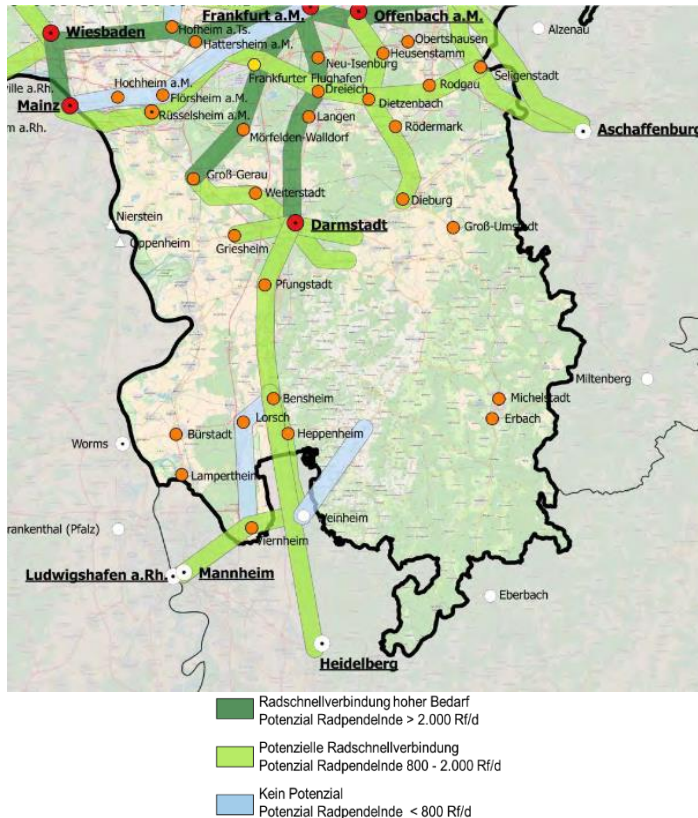 Frankfurt a.M.
Offenbach a.M.
Wiesbaden
Hofheim a.Ts.
Hattersheim a.M.
Obertshausen
Alzenau
Heusenstamm
Neu-Isenburg
Frankfurter Flughafen
Seligenstadt
ville a.Rh.
Hochheim a.M.
Flörsheim a.M.
Dreieich
Rodgau
Mainz
Dietzenbach
Rüsselsheim a.M.
Langen
Rödermark
Aschaffenburg
m a.Rh.
Mörfelden-Walldorf
Groß-Gerau
Weiterstadt
Dieburg
Nierstein
Darmstadt
Groß-Umstadt
Oppenheim
Griesheim
Pfungstadt
Miltenberg
Bensheim
Michelstadt
Lorsch
Erbach
Worms
Bürstadt
Heppenheim
Lampertheim
Weinheim
rankenthal (Pfalz)
Viernheim
Ludwigshafen a.Rh.
Mannheim
Eberbach
Heidelberg
Radschnellverbindung hoher Bedarf
Potenzial Radpendelnde > 2.000 Rf/d
Potenzielle Radschnellverbindung
Potenzial Radpendelnde 800 - 2.000 Rf/d
Kein Potenzial
Potenzial Radpendelnde < 800 Rf/d